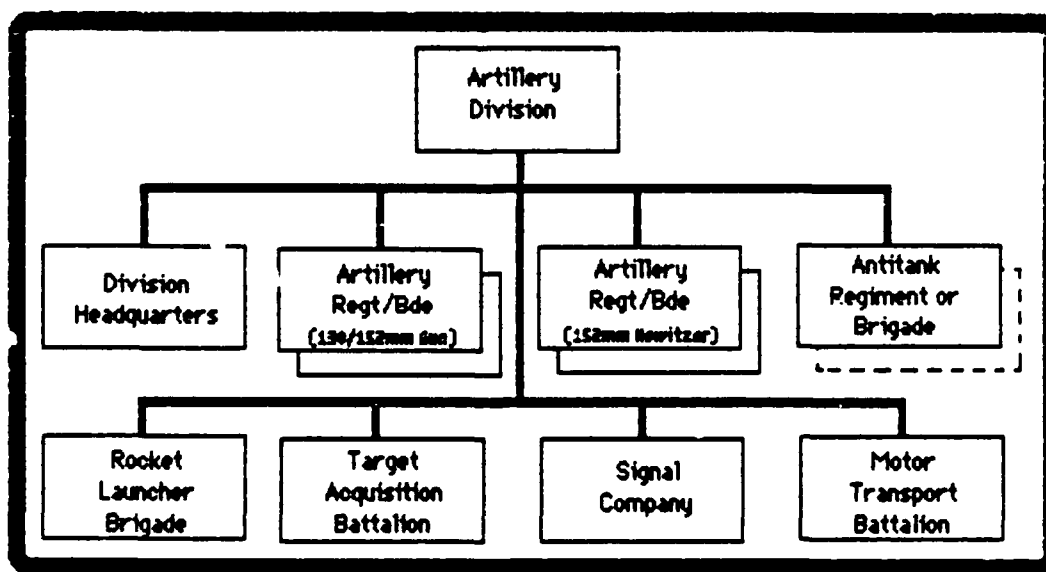 Artillery
Division
Division
Headquarters
Artillery
Regt/Bde
(130/152mm Gun)
Artillery
Regt/Bde
(152mm Howitzer)
Antitank
Regiment or
Brigade
Rocket
Launcher
Brigade
Target
Acquisition
Battalion
Signal
Company
Motor
Transport
Battalion